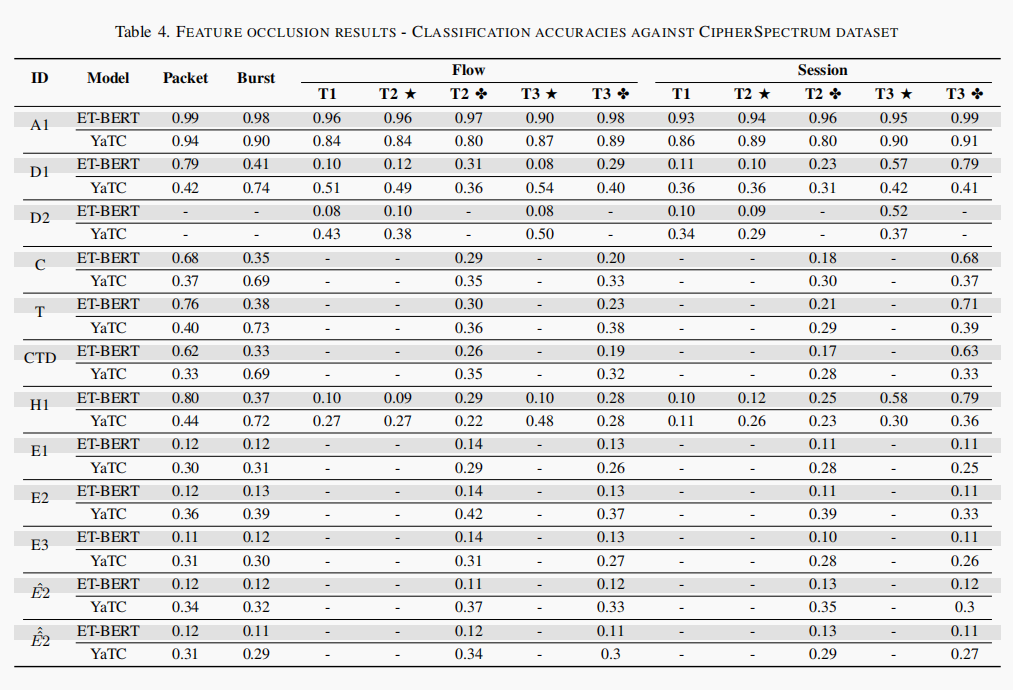 Table 4. FEATURE OCCLUSION RESULTS - CLASSIFICATION ACCURACIES AGAINST CIPHERSPECTRUM DATASET
ID Model Packet Burst Flow Session
T1 T2 ★ T2 ✤ T3 ★ T3 ✤ T1 T2 ★ T2 ✤ T3 ★ T3 ✤
A1 ET-BERT 0.99 0.98 0.96 0.96 0.97 0.90 0.98 0.93 0.94 0.96 0.95 0.99
YaTC 0.94 0.90 0.84 0.84 0.80 0.87 0.89 0.86 0.89 0.80 0.90 0.91
D1 ET-BERT 0.79 0.41 0.10 0.12 0.31 0.08 0.29 0.11 0.10 0.23 0.57 0.79
YaTC 0.42 0.74 0.51 0.49 0.36 0.54 0.40 0.36 0.36 0.31 0.42 0.41
D2 ET-BERT - - 0.08 0.10 - 0.08 - 0.10 0.09 - 0.52 -
YaTC - - 0.43 0.38 - 0.50 - 0.34 0.29 - 0.37 -
C ET-BERT 0.68 0.35 - - 0.29 - 0.20 - - 0.18 - 0.68
YaTC 0.37 0.69 - - 0.35 - 0.33 - - 0.30 - 0.37
T ET-BERT 0.76 0.38 - - 0.30 - 0.23 - - 0.21 - 0.71
YaTC 0.40 0.73 - - 0.36 - 0.38 - - 0.29 - 0.39
CTD ET-BERT 0.62 0.33 - - 0.26 - 0.19 - - 0.17 - 0.63
YaTC 0.33 0.69 - - 0.35 - 0.32 - - 0.28 - 0.33
H1 ET-BERT 0.80 0.37 0.10 0.09 0.29 0.10 0.28 0.10 0.12 0.25 0.58 0.79
YaTC 0.44 0.72 0.27 0.27 0.22 0.48 0.28 0.11 0.26 0.23 0.30 0.36
E1 ET-BERT 0.12 0.12 - - 0.14 - 0.13 - - 0.11 - 0.11
YaTC 0.30 0.31 - - 0.29 - 0.26 - - 0.28 - 0.25
E2 ET-BERT 0.12 0.13 - - 0.14 - 0.13 - - 0.11 - 0.11
YaTC 0.36 0.39 - - 0.42 - 0.37 - - 0.39 - 0.33
E3 ET-BERT 0.11 0.12 - - 0.14 - 0.13 - - 0.10 - 0.11
YaTC 0.31 0.30 - - 0.31 - 0.27 - - 0.28 - 0.26
Ê2 ET-BERT 0.12 0.12 - - 0.11 - 0.12 - - 0.13 - 0.12
YaTC 0.34 0.32 - - 0.37 - 0.33 - - 0.35 - 0.3
Ê̂2 ET-BERT 0.12 0.11 - - 0.12 - 0.11 - - 0.13 - 0.11
YaTC 0.31 0.29 - - 0.34 - 0.3 - - 0.29 - 0.27